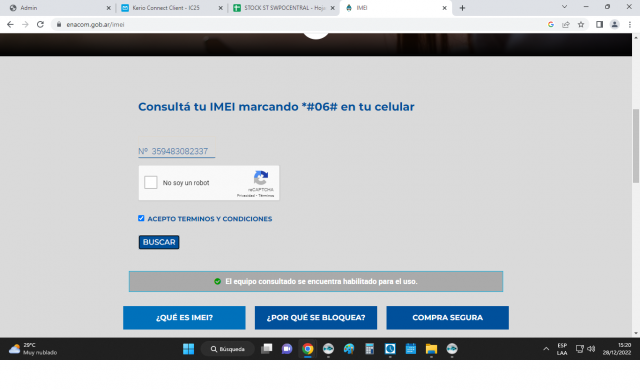 Admin
Kerio Connect Client - IC25
STOCK ST SWPDCENTRAL - Hoja
IMEI
enacom.gob.ar/imei
Consultá tu IMEI marcando *#06# en tu celular
Nº 359483082337
No soy un robot
reCAPTCHA
Privacidad - Términos
ACEPTO TERMINOS Y CONDICIONES
BUSCAR
El equipo consultado se encuentra habilitado para el uso.
¿QUÉ ES IMEI?
¿POR QUÉ SE BLOQUEA?
COMPRA SEGURA
29°C
Muy nublado
Búsqueda
ESP
LAA
15:20
28/12/2022